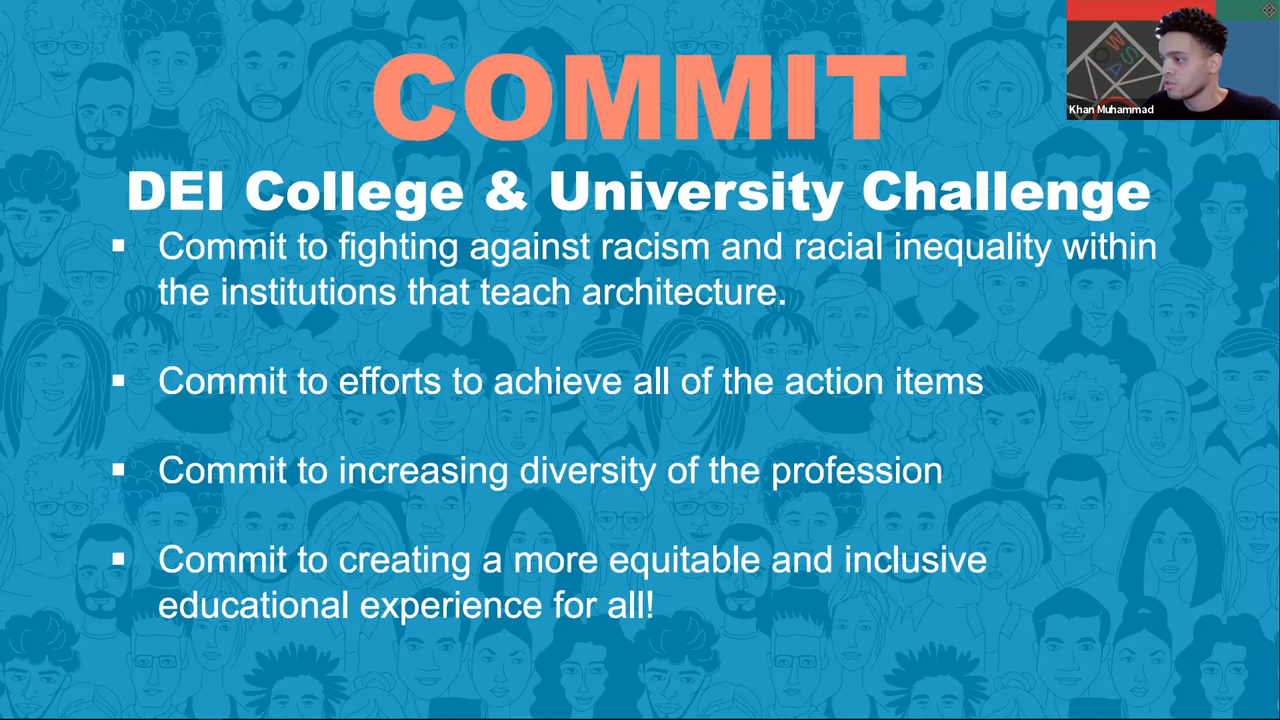 COMMIT
DEI College & University Challenge
▪ Commit to fighting against racism and racial inequality within
the institutions that teach architecture.
▪ Commit to efforts to achieve all of the action items
▪ Commit to increasing diversity of the profession
▪ Commit to creating a more equitable and inclusive
educational experience for all!
Khan Muhammad